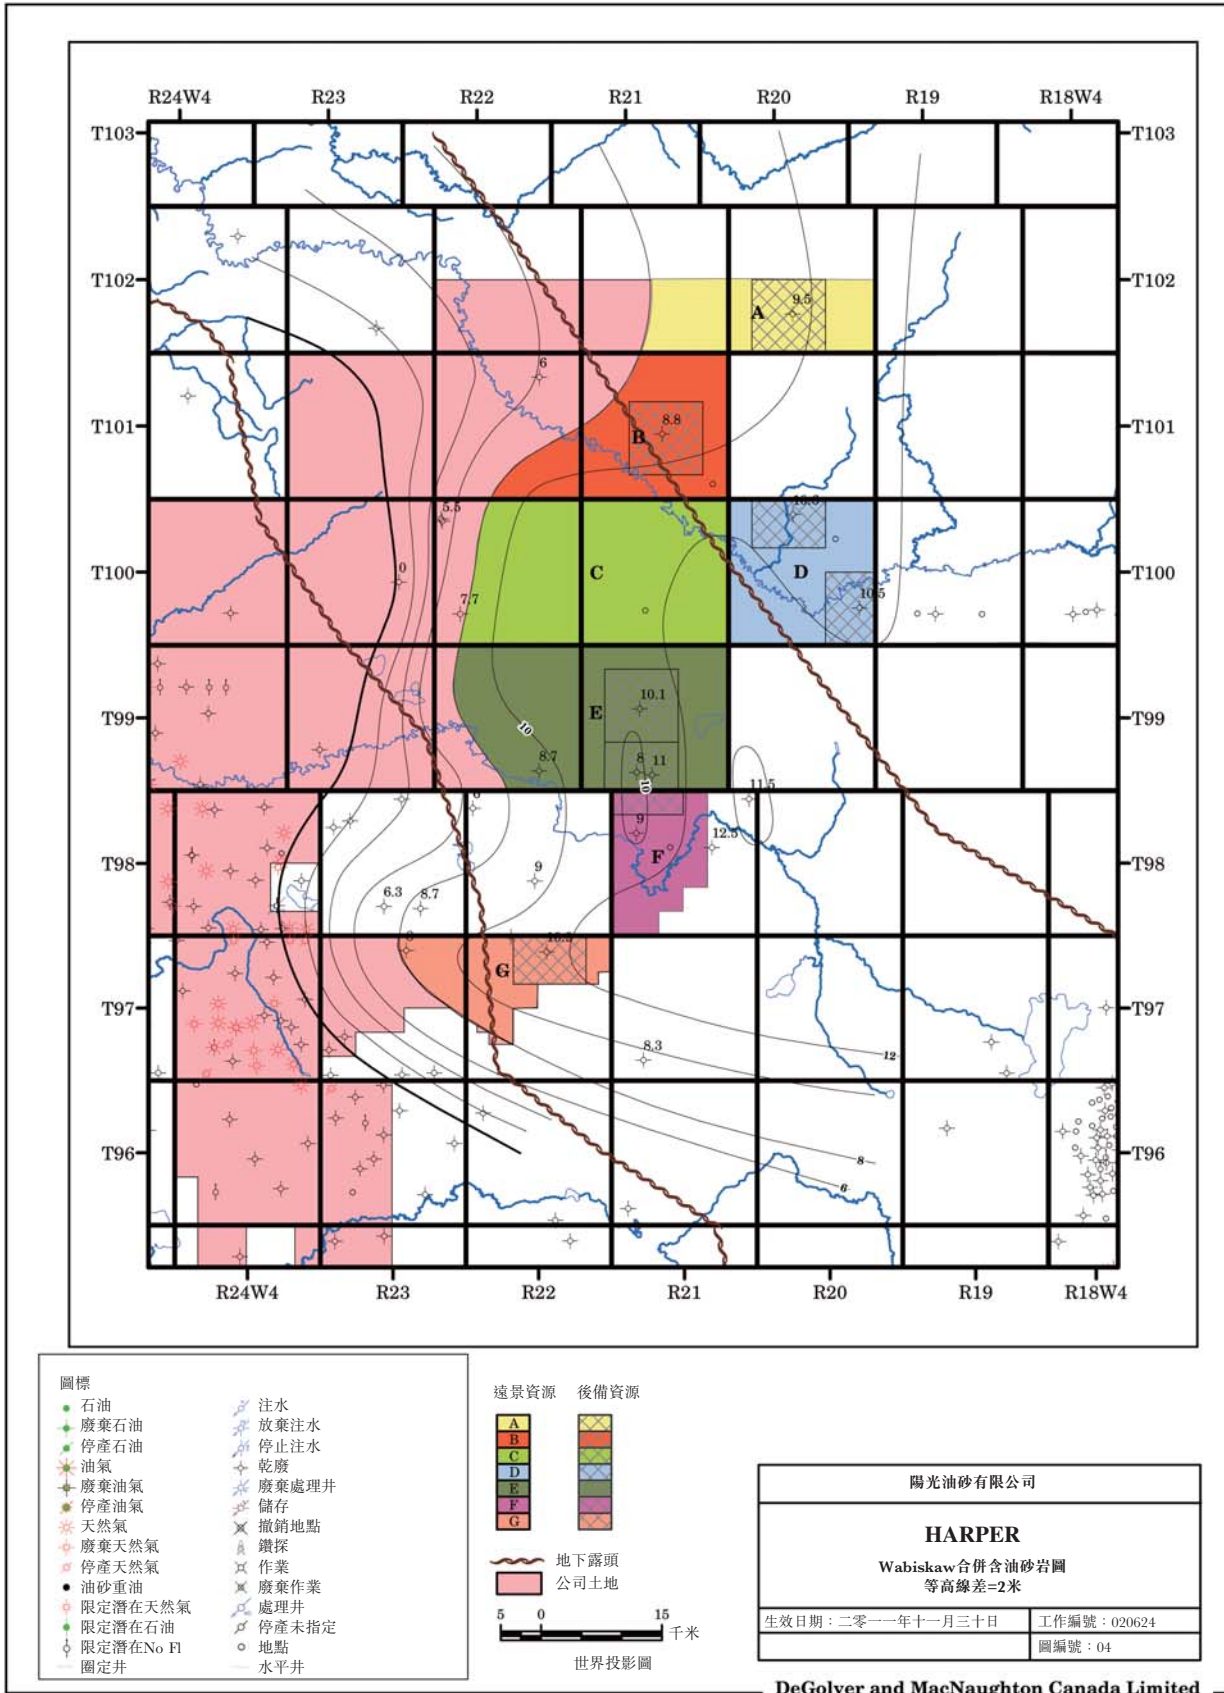 R24W4 R23 R22 R21 R20 R19 R18W4
T103 T103
T102 T102
A 9.5
6
T101 T101
B 8.8
5.5
T100 T100
0
C
D
7.7
10.5
T99 T99
10.1
E
10
8.7
8 11
10
11.5
9
12.5
T98 T98
F
9
6.3 8.7
G
T97 T97
8.3
12
T96 T96
8
6
R24W4 R23 R22 R21 R20 R19 R18W4
圖標
石油
廢棄石油
停產石油
油氣
廢棄油氣
停產油氣
天然氣
廢棄天然氣
停產天然氣
油砂重油
限定潛在天然氣
限定潛在石油
限定潛在No Fl
圈定井
注水
放棄注水
停止注水
乾廢
廢棄處理井
儲存
撤銷地點
鑽探
作業
廢棄作業
處理井
停產未指定
地點
水平井
遠景資源 後備資源
A
B
C
D
E
F
G
地下露頭
公司土地
5 0 15
千米
世界投影圖
陽光油砂有限公司
HARPER
Wabiskaw合併含油砂岩圖
等高線差=2米
生效日期：二零一一年十一月三十日 工作編號：020624
圖編號：04
DeGolyer and MacNaughton Canada Limited